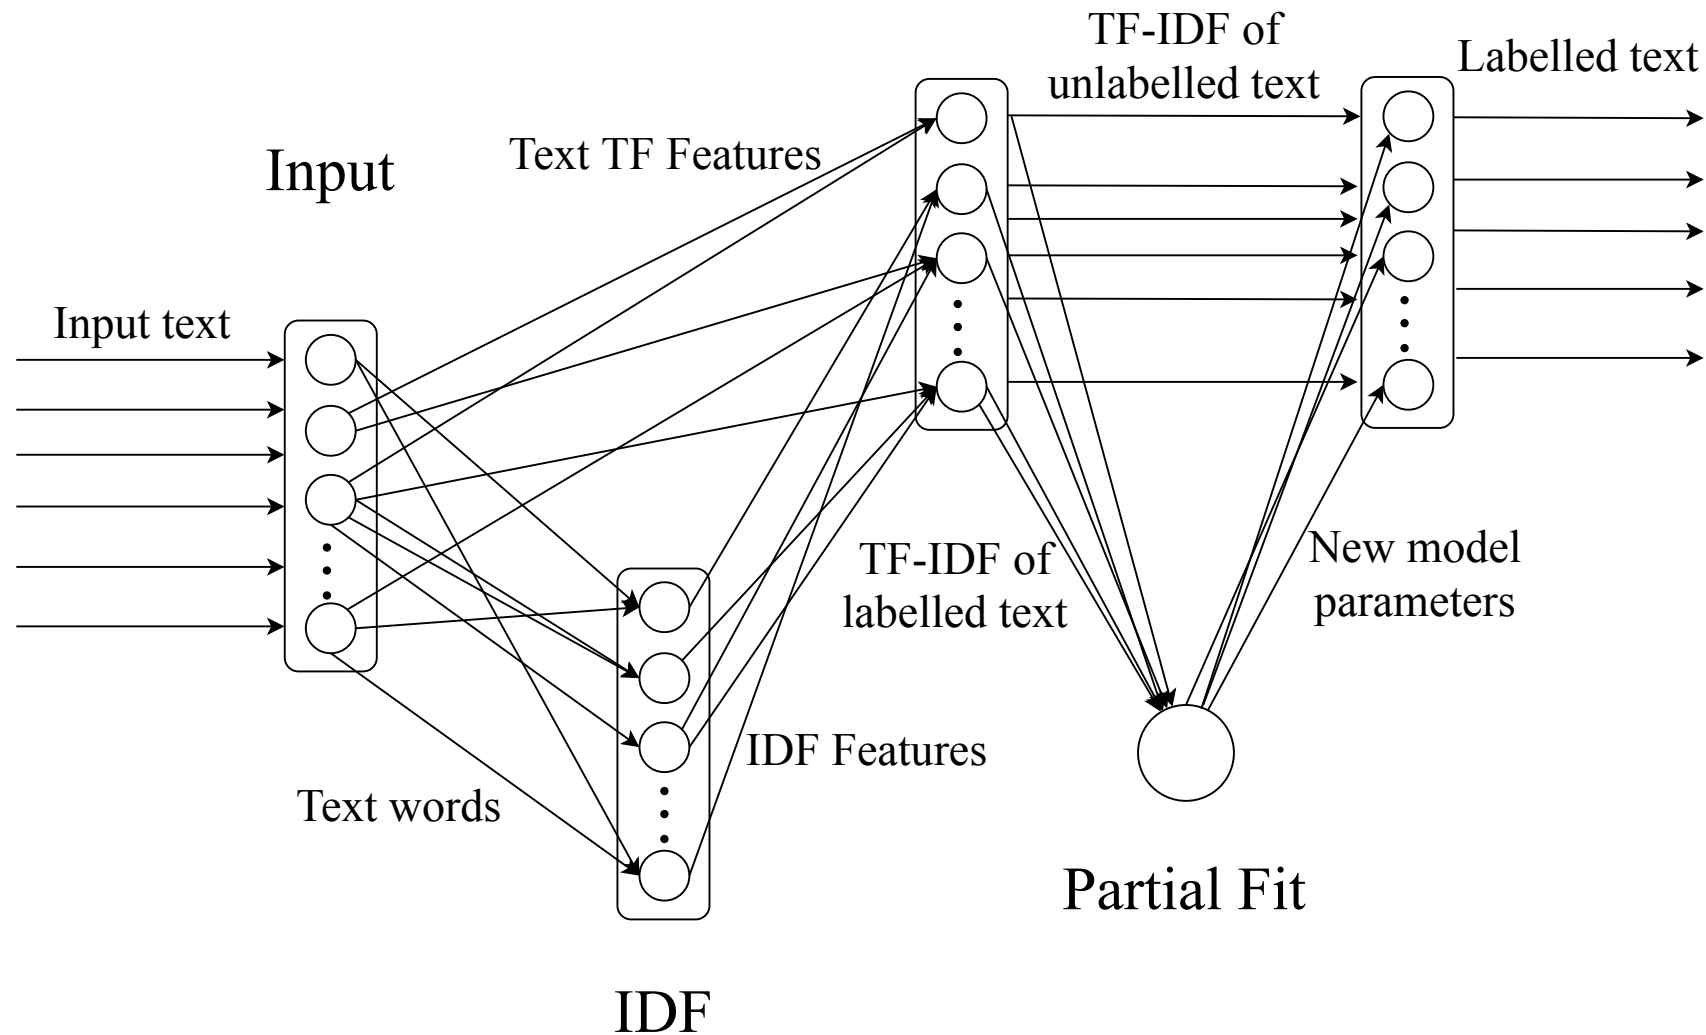 TF-IDF of
unlabelled text
Labelled text
Text TF Features
Input
Input text
TF-IDF of
labelled text
New model
parameters
IDF Features
Text words
Partial Fit
IDF